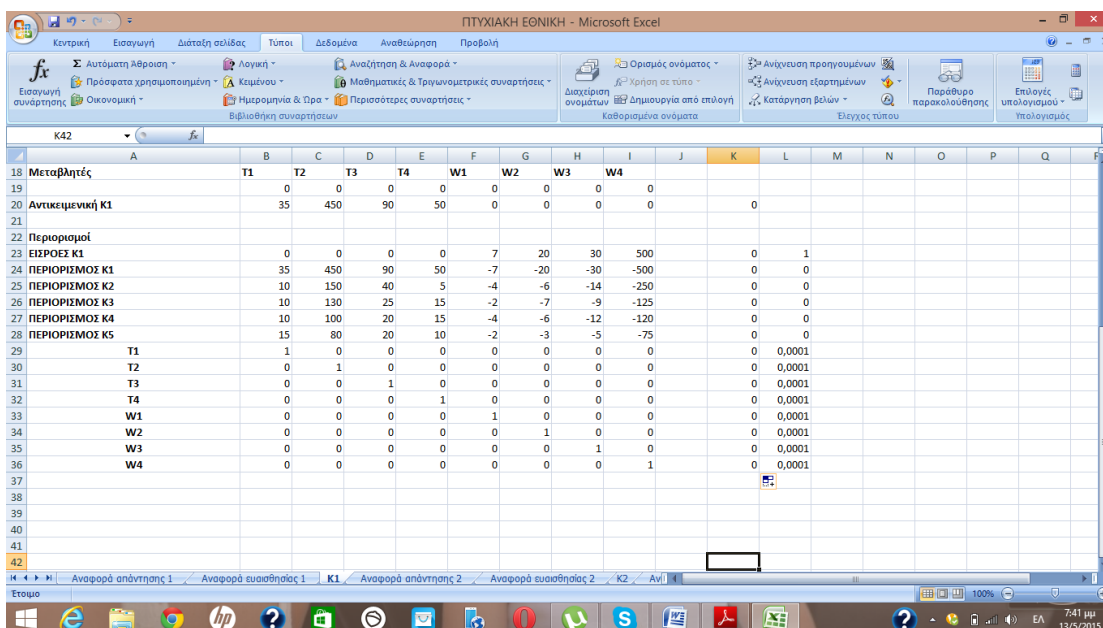 ΠΤΥΧΙΑΚΗ ΕΘΝΙΚΗ - Microsoft Excel
Κεντρική Εισαγωγή Διάταξη σελίδας Τύποι Δεδομένα Αναθεώρηση Προβολή
fx Εισαγωγή συνάρτησης
Σ Αυτόματη Άθροιση
Πρόσφατα χρησιμοποιημένη
Οικονομική
Λογική
Κειμένου
Ημερομηνία & Ώρα
Αναζήτηση & Αναφορά
Μαθηματικές & Τριγωνομετρικές συναρτήσεις
Περισσότερες συναρτήσεις
Βιβλιοθήκη συναρτήσεων
Διαχείριση ονομάτων
Ορισμός ονόματος
Χρήση σε τύπο
Δημιουργία από επιλογή
Καθορισμένα ονόματα
Ανίχνευση προηγουμένων
Ανίχνευση εξαρτημένων
Κατάργηση βελών
Παράθυρο παρακολούθησης
Έλεγχος τύπου
Επιλογές υπολογισμού
Υπολογισμός
K42 fx
A B C D E F G H I J K L M N O P Q
18 Μεταβλητές T1 T2 T3 T4 W1 W2 W3 W4
19 0 0 0 0 0 0 0 0
20 Αντικειμενική Κ1 35 450 90 50 0 0 0 0 0
21
22 Περιορισμοί
23 ΕΙΣΡΟΕΣ Κ1 0 0 0 0 7 20 30 500 0 1
24 ΠΕΡΙΟΡΙΣΜΟΣ Κ1 35 450 90 50 -7 -20 -30 -500 0 0
25 ΠΕΡΙΟΡΙΣΜΟΣ Κ2 10 150 40 5 -4 -6 -14 -250 0 0
26 ΠΕΡΙΟΡΙΣΜΟΣ Κ3 10 130 25 15 -2 -7 -9 -125 0 0
27 ΠΕΡΙΟΡΙΣΜΟΣ Κ4 10 100 20 15 -4 -6 -12 -120 0 0
28 ΠΕΡΙΟΡΙΣΜΟΣ Κ5 15 80 20 10 -2 -3 -5 -75 0 0
29 T1 1 0 0 0 0 0 0 0 0 0,0001
30 T2 0 1 0 0 0 0 0 0 0 0,0001
31 T3 0 0 1 0 0 0 0 0 0 0,0001
32 T4 0 0 0 1 0 0 0 0 0 0,0001
33 W1 0 0 0 0 1 0 0 0 0 0,0001
34 W2 0 0 0 0 0 1 0 0 0 0,0001
35 W3 0 0 0 0 0 0 1 0 0 0,0001
36 W4 0 0 0 0 0 0 0 1 0 0,0001
37
38
39
40
41
42
Αναφορά απάντησης 1 Αναφορά ευαισθησίας 1 K1 Αναφορά απάντησης 2 Αναφορά ευαισθησίας 2 K2
Έτοιμο 100%
7:41 μμ
ΕΛ
13/5/2015